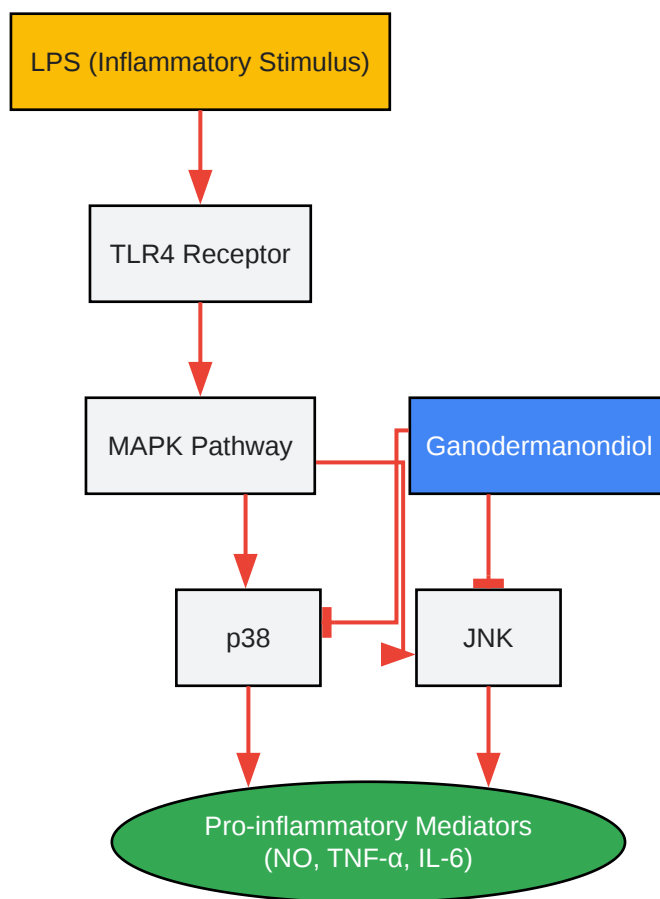 LPS (Inflammatory Stimulus)
TLR4 Receptor
MAPK Pathway
Ganodermanondiol
p38
JNK
Pro-inflammatory Mediators
(NO, TNF-α, IL-6)